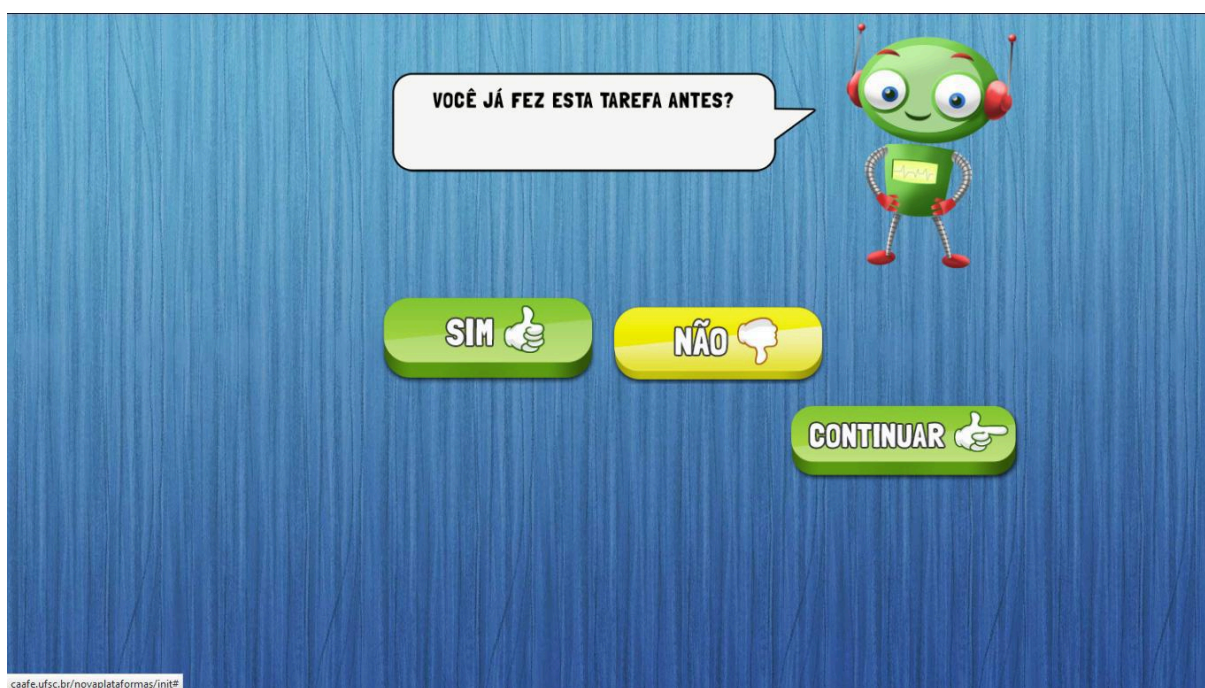 VOCÊ JÁ FEZ ESTA TAREFA ANTES?
SIM
NÃO
CONTINUAR
caafe.ufsc.br/novaplataformas/init#